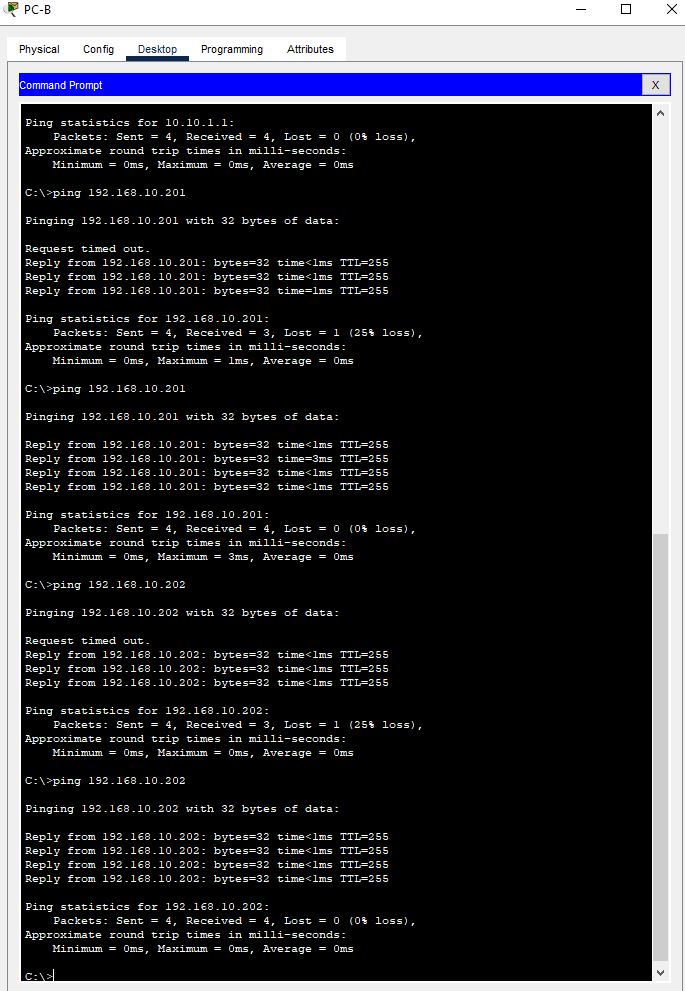 PC-B
Physical Config Desktop Programming Attributes
Command Prompt
X
Ping statistics for 10.10.1.1:
Packets: Sent = 4, Received = 4, Lost = 0 (0% loss),
Approximate round trip times in milli-seconds:
Minimum = 0ms, Maximum = 0ms, Average = 0ms
C:\>ping 192.168.10.201
Pinging 192.168.10.201 with 32 bytes of data:
Request timed out.
Reply from 192.168.10.201: bytes=32 time<1ms TTL=255
Reply from 192.168.10.201: bytes=32 time<1ms TTL=255
Reply from 192.168.10.201: bytes=32 time=1ms TTL=255
Ping statistics for 192.168.10.201:
Packets: Sent = 4, Received = 3, Lost = 1 (25% loss),
Approximate round trip times in milli-seconds:
Minimum = 0ms, Maximum = 1ms, Average = 0ms
C:\>ping 192.168.10.201
Pinging 192.168.10.201 with 32 bytes of data:
Reply from 192.168.10.201: bytes=32 time<1ms TTL=255
Reply from 192.168.10.201: bytes=32 time=3ms TTL=255
Reply from 192.168.10.201: bytes=32 time<1ms TTL=255
Reply from 192.168.10.201: bytes=32 time<1ms TTL=255
Ping statistics for 192.168.10.201:
Packets: Sent = 4, Received = 4, Lost = 0 (0% loss),
Approximate round trip times in milli-seconds:
Minimum = 0ms, Maximum = 3ms, Average = 0ms
C:\>ping 192.168.10.202
Pinging 192.168.10.202 with 32 bytes of data:
Request timed out.
Reply from 192.168.10.202: bytes=32 time<1ms TTL=255
Reply from 192.168.10.202: bytes=32 time<1ms TTL=255
Reply from 192.168.10.202: bytes=32 time<1ms TTL=255
Ping statistics for 192.168.10.202:
Packets: Sent = 4, Received = 3, Lost = 1 (25% loss),
Approximate round trip times in milli-seconds:
Minimum = 0ms, Maximum = 0ms, Average = 0ms
C:\>ping 192.168.10.202
Pinging 192.168.10.202 with 32 bytes of data:
Reply from 192.168.10.202: bytes=32 time<1ms TTL=255
Reply from 192.168.10.202: bytes=32 time<1ms TTL=255
Reply from 192.168.10.202: bytes=32 time<1ms TTL=255
Reply from 192.168.10.202: bytes=32 time<1ms TTL=255
Ping statistics for 192.168.10.202:
Packets: Sent = 4, Received = 4, Lost = 0 (0% loss),
Approximate round trip times in milli-seconds:
Minimum = 0ms, Maximum = 0ms, Average = 0ms
C:\>